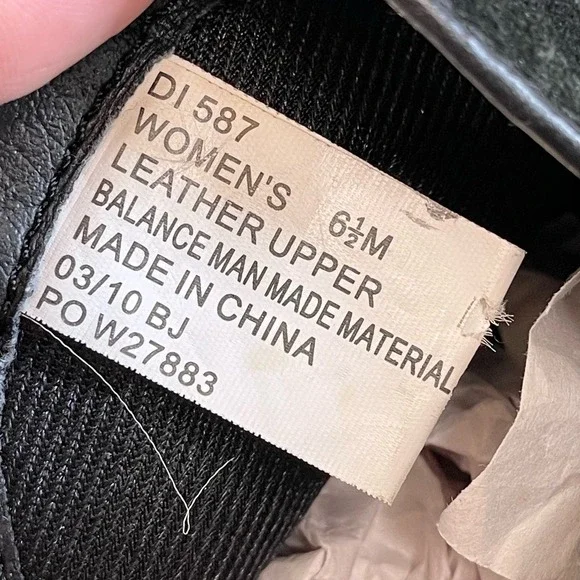 DI 587
WOMEN'S 6½M
LEATHER UPPER
BALANCE MAN MADE MATERIAL
MADE IN CHINA
03/10 BJ
PO W27883